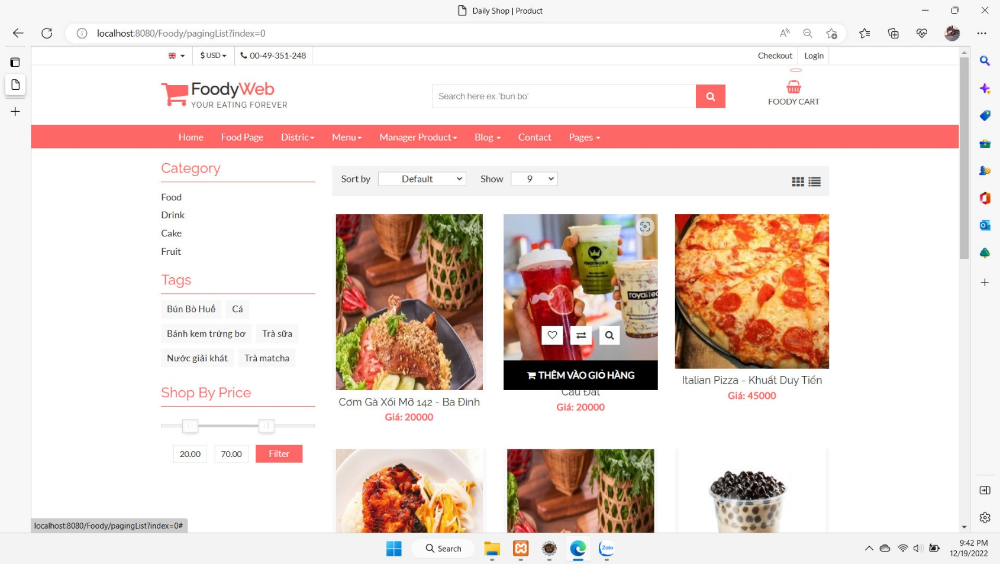 Daily Shop | Product
localhost:8080/Foody/pagingList?index=0
$ USD
00-49-351-248
Checkout
Login
FoodyWeb
YOUR EATING FOREVER
Search here ex. 'bun bo'
FOODY CART
Home
Food Page
Distric
Menu
Manager Product
Blog
Contact
Pages
Category
Food
Drink
Cake
Fruit
Tags
Bún Bò Huế
Cá
Bánh kem trứng bơ
Trà sữa
Nước giải khát
Trà matcha
Shop By Price
20.00
70.00
Filter
Sort by
Default
Show
9
royaltea
THÊM VÀO GIỎ HÀNG
Cơm Gà Xối Mỡ 142 - Ba Đình
Giá: 20000
Cầu Đất
Giá: 20000
Italian Pizza - Khuất Duy Tiến
Giá: 45000
localhost:8080/Foody/pagingList?index=0#
Search
Zalo
9:42 PM
12/19/2022